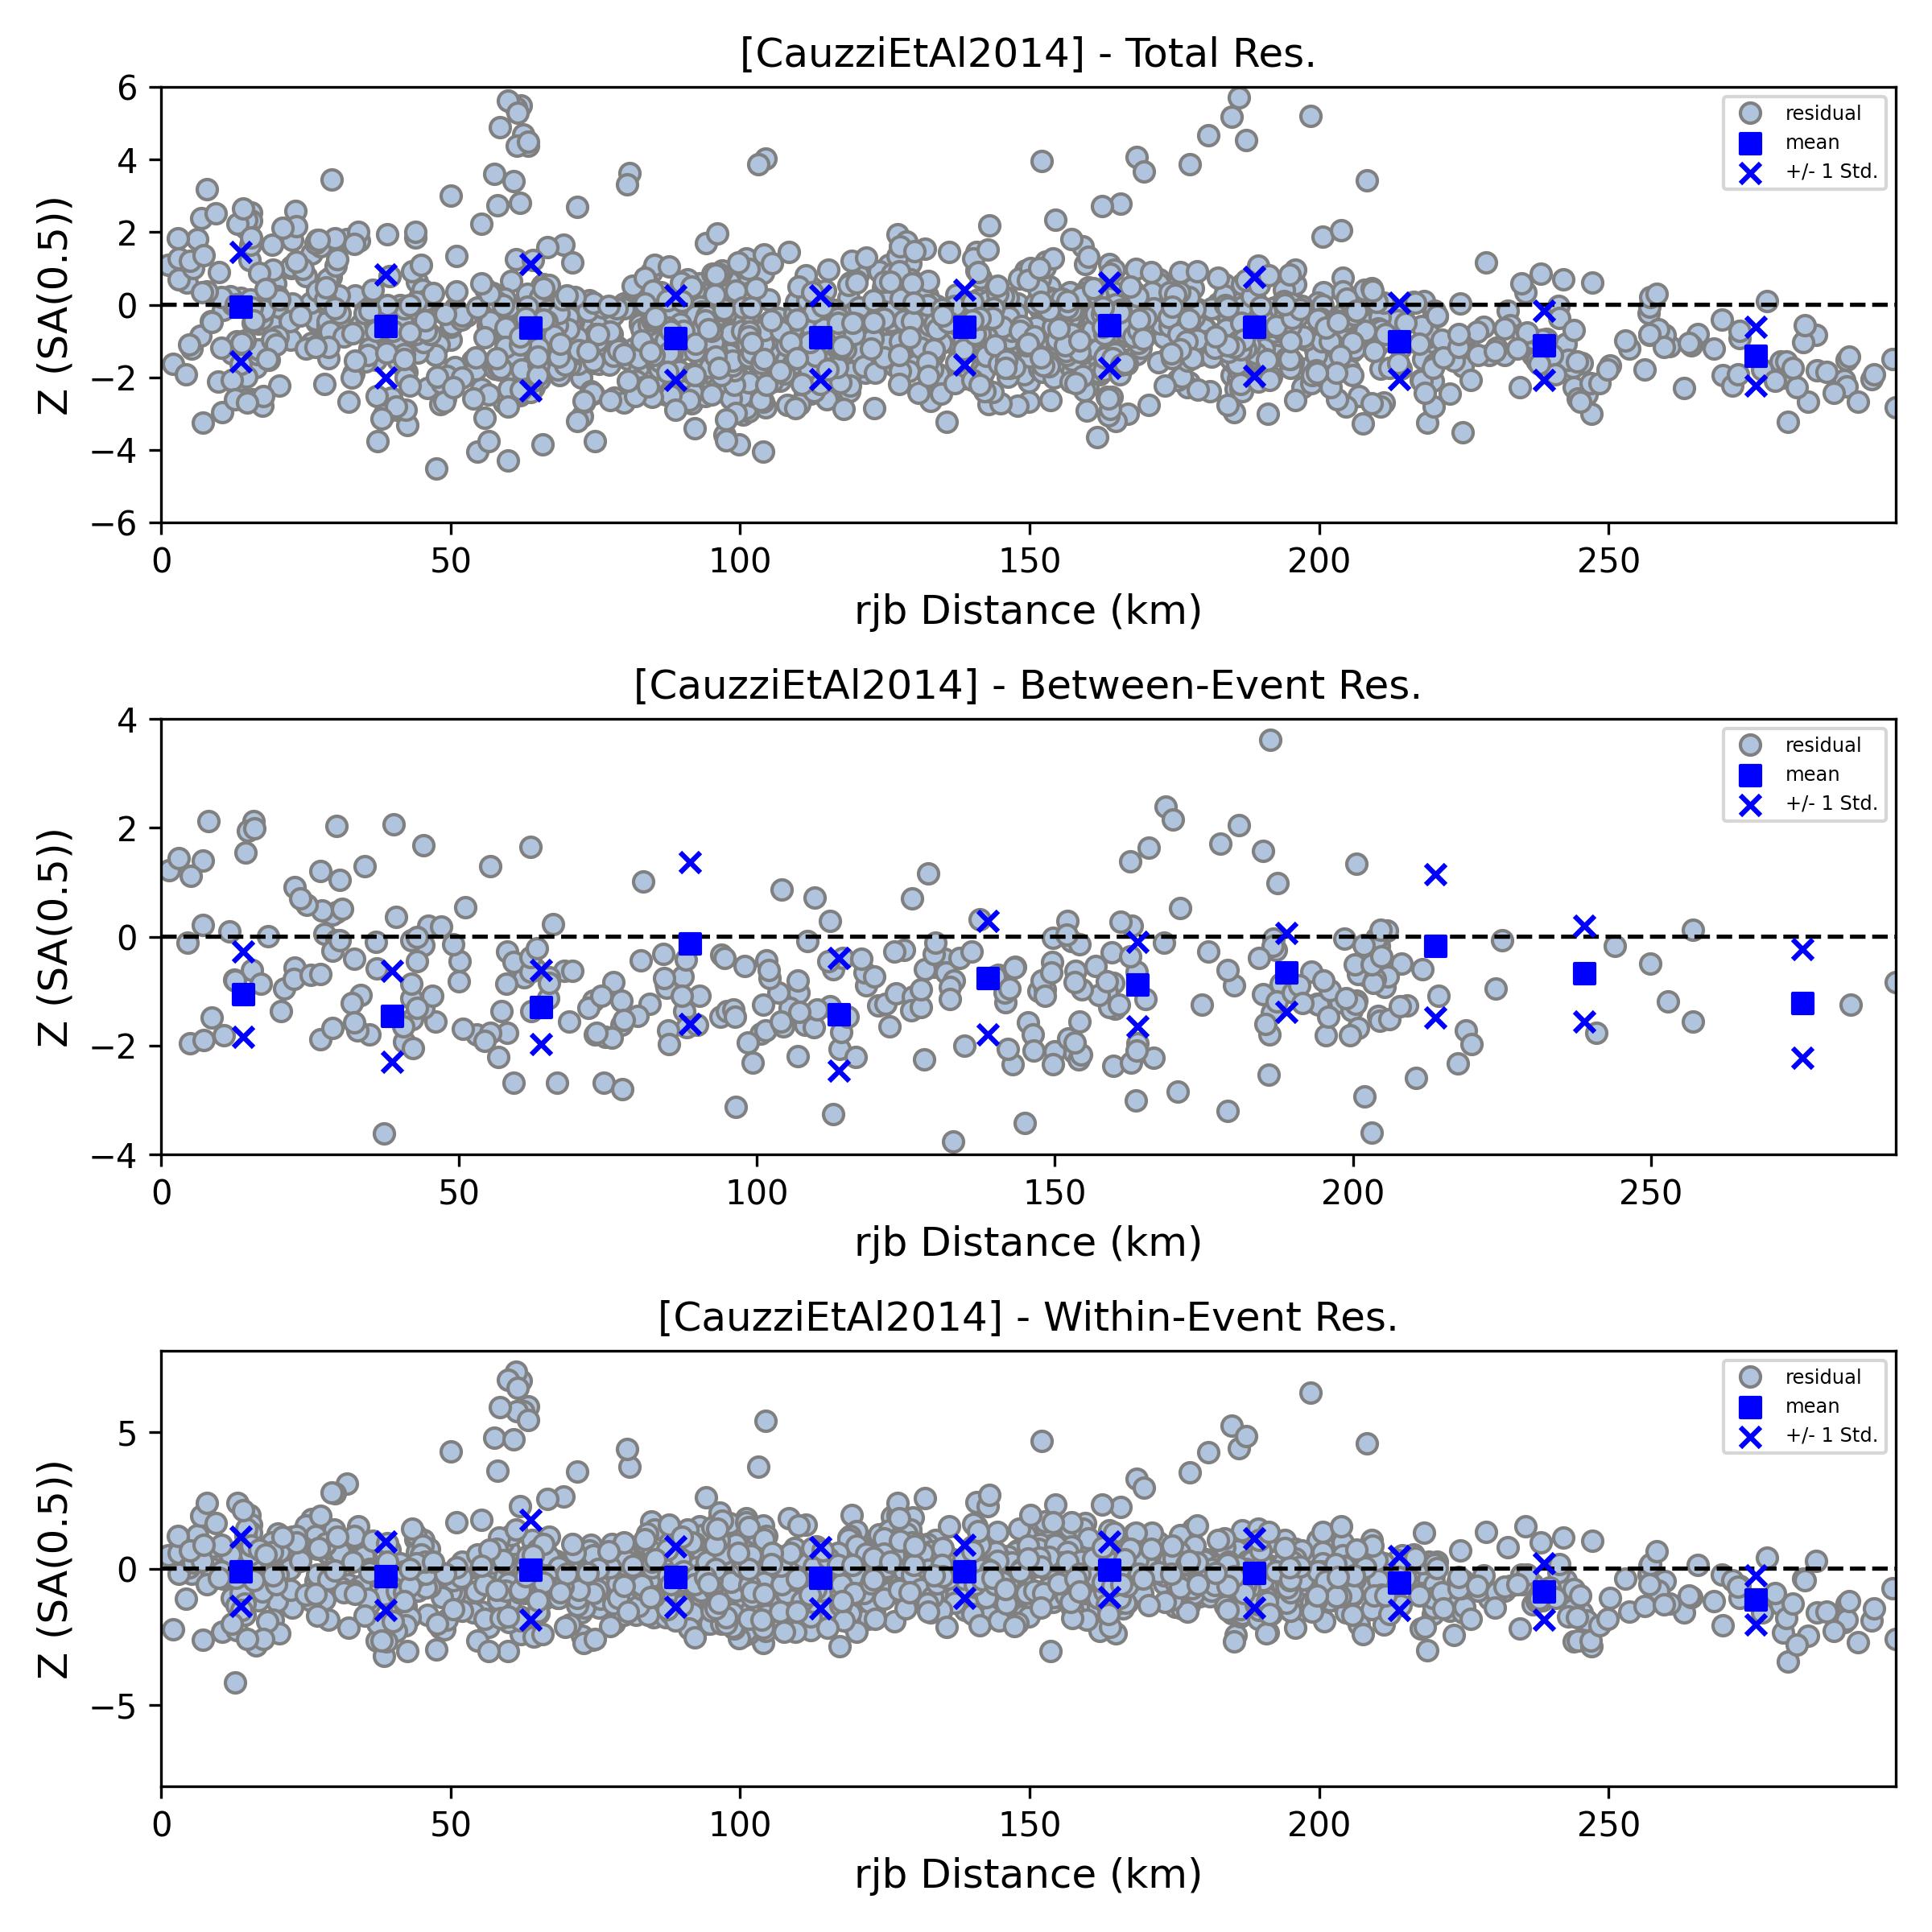 [CauzziEtAl2014] - Total Res.
6
4
2
0
−2
−4
−6
Z (SA(0.5))
residual
mean
+/- 1 Std.
0 50 100 150 200 250
rjb Distance (km)
[CauzziEtAl2014] - Between-Event Res.
4
2
0
−2
−4
Z (SA(0.5))
residual
mean
+/- 1 Std.
0 50 100 150 200 250
rjb Distance (km)
[CauzziEtAl2014] - Within-Event Res.
5
0
−5
Z (SA(0.5))
residual
mean
+/- 1 Std.
0 50 100 150 200 250
rjb Distance (km)